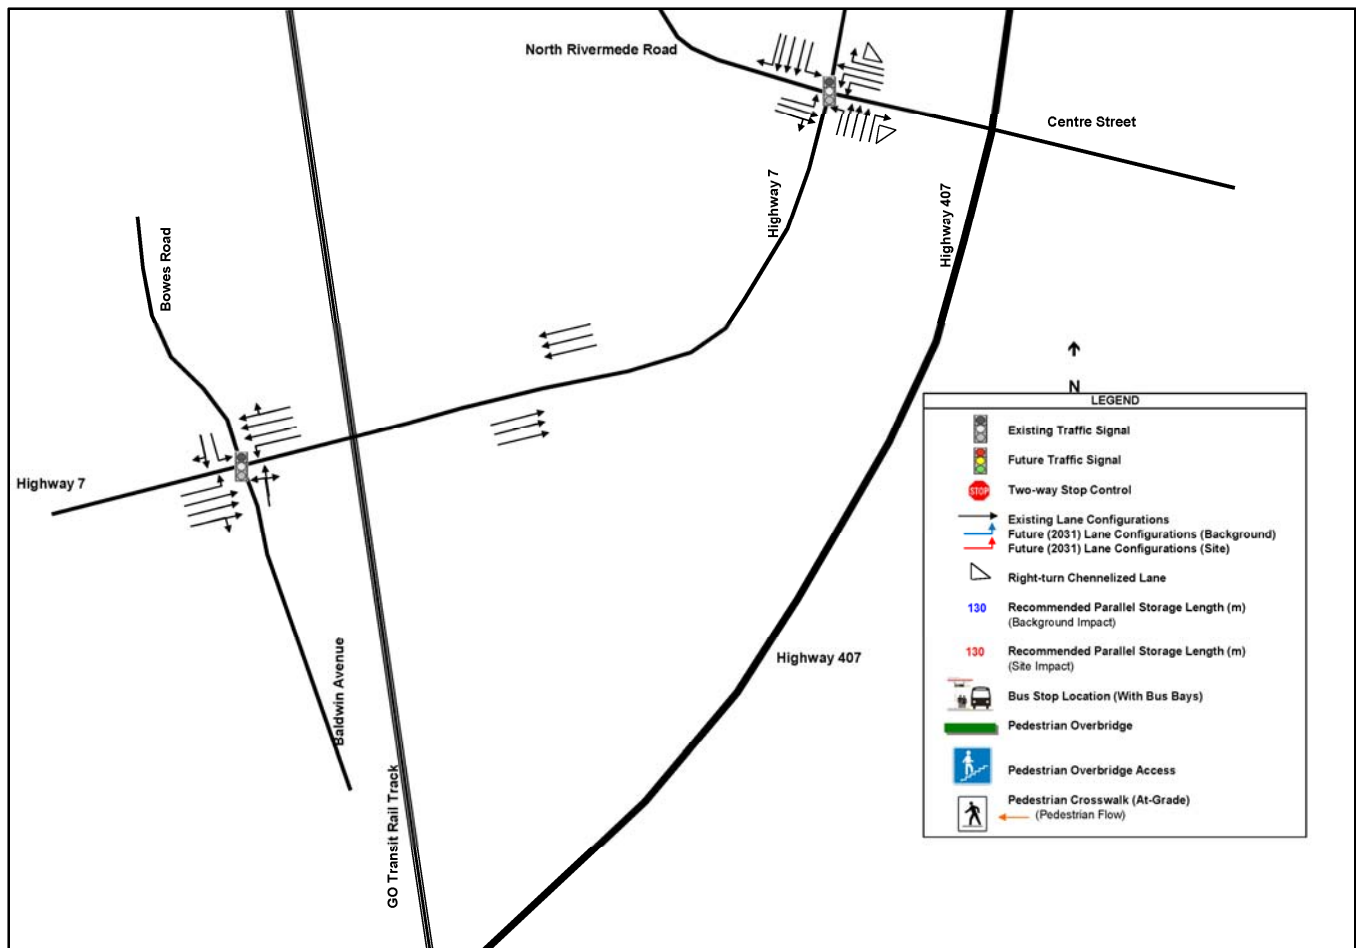 North Rivermede Road
Centre Street
Highway 7
Highway 407
Bowes Road
N
Highway 7
Highway 407
Baldwin Avenue
GO Transit Rail Track
LEGEND
Existing Traffic Signal
Future Traffic Signal
STOP
Two-way Stop Control
Existing Lane Configurations
Future (2031) Lane Configurations (Background)
Future (2031) Lane Configurations (Site)
Right-turn Chennelized Lane
130
Recommended Parallel Storage Length (m)
(Background Impact)
130
Recommended Parallel Storage Length (m)
(Site Impact)
Bus Stop Location (With Bus Bays)
Pedestrian Overbridge
Pedestrian Overbridge Access
Pedestrian Crosswalk (At-Grade)
(Pedestrian Flow)